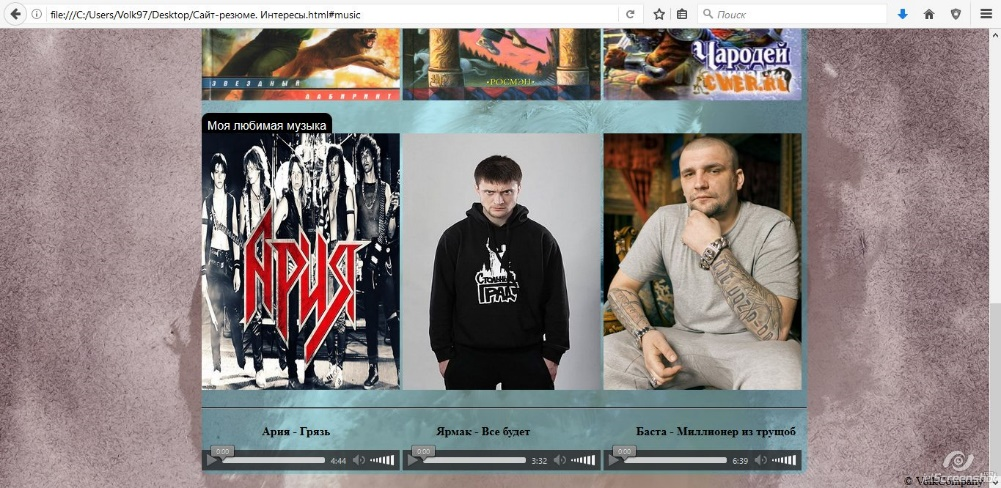 file:///C:/Users/Volk97/Desktop/Сайт-резюме. Интересы.html#music
Поиск
ЗВЕЗДНЫЙ
ЛАБИРИНТ
·РОСМЭН·
Чародей
Моя любимая музыка
АРИЯ
СТОЛЬНЫЙ
ГРАД
Ария - Грязь
Ярмак - Все будет
Баста - Миллионер из трущоб
0:00
4:44
0:00
3:32
0:00
6:39
© VolkCompany